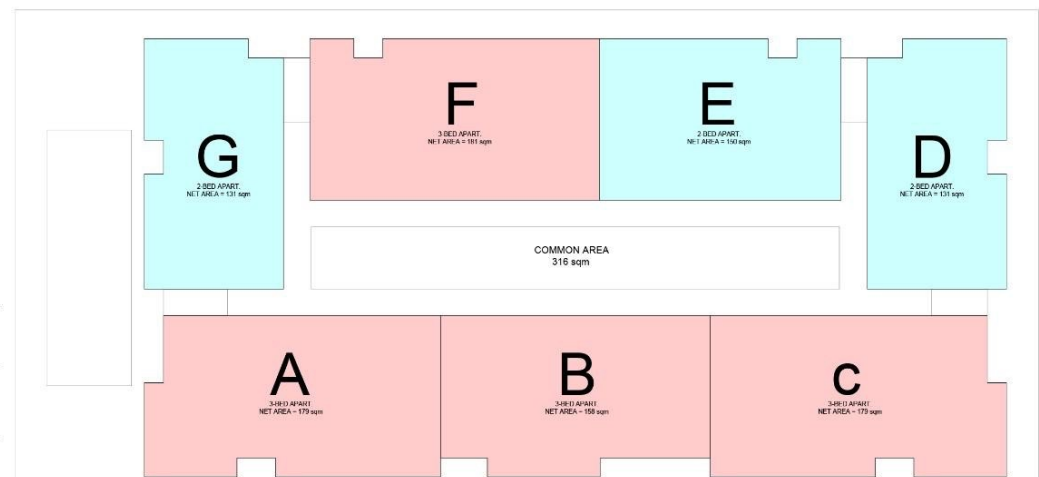 F
3-BED APART.
NET AREA = 181 sqm
E
2-BED APART.
NET AREA = 150 sqm
G
2-BED APART.
NET AREA = 131 sqm
D
2-BED APART.
NET AREA = 131 sqm
COMMON AREA
316 sqm
A
3-BED APART
NET AREA = 179 sqm
B
3-BED APART
NET AREA = 158 sqm
c
3-BED APART
NET AREA = 179 sqm